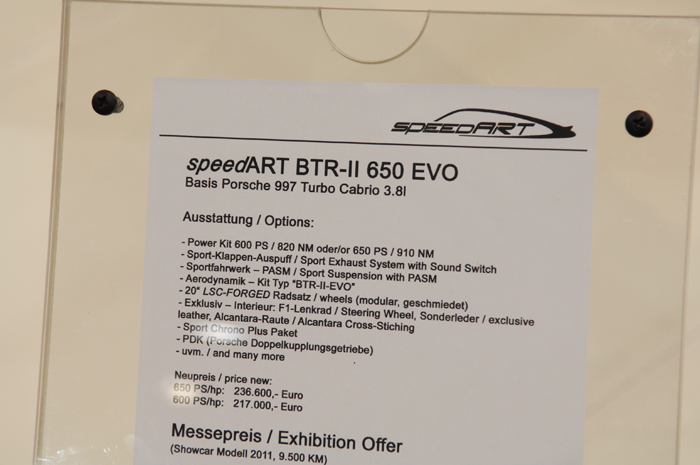 SPEEDART
speedART BTR-II 650 EVO
Basis Porsche 997 Turbo Cabrio 3.8l
Ausstattung / Options:
- Power Kit 600 PS / 820 NM oder/or 650 PS / 910 NM
- Sport-Klappen-Auspuff / Sport Exhaust System with Sound Switch
- Sportfahrwerk – PASM / Sport Suspension with PASM
- Aerodynamik – Kit Typ "BTR-II-EVO"
- 20" LSC-FORGED Radsatz / wheels (modular, geschmiedet)
- Exklusiv – Interieur: F1-Lenkrad / Steering Wheel, Sonderleder / exclusive
leather, Alcantara-Raute / Alcantara Cross-Stiching
- Sport Chrono Plus Paket
- PDK (Porsche Doppelkupplungsgetriebe)
- uvm. / and many more
Neupreis / price new:
650 PS/hp: 236.600,- Euro
600 PS/hp: 217.000,- Euro
Messepreis / Exhibition Offer
(Showcar Modell 2011, 9.500 KM)